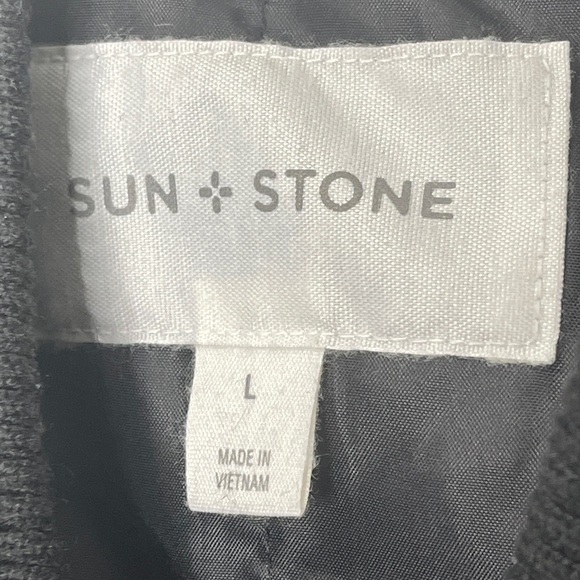 SUN + STONE
L
MADE IN
VIETNAM